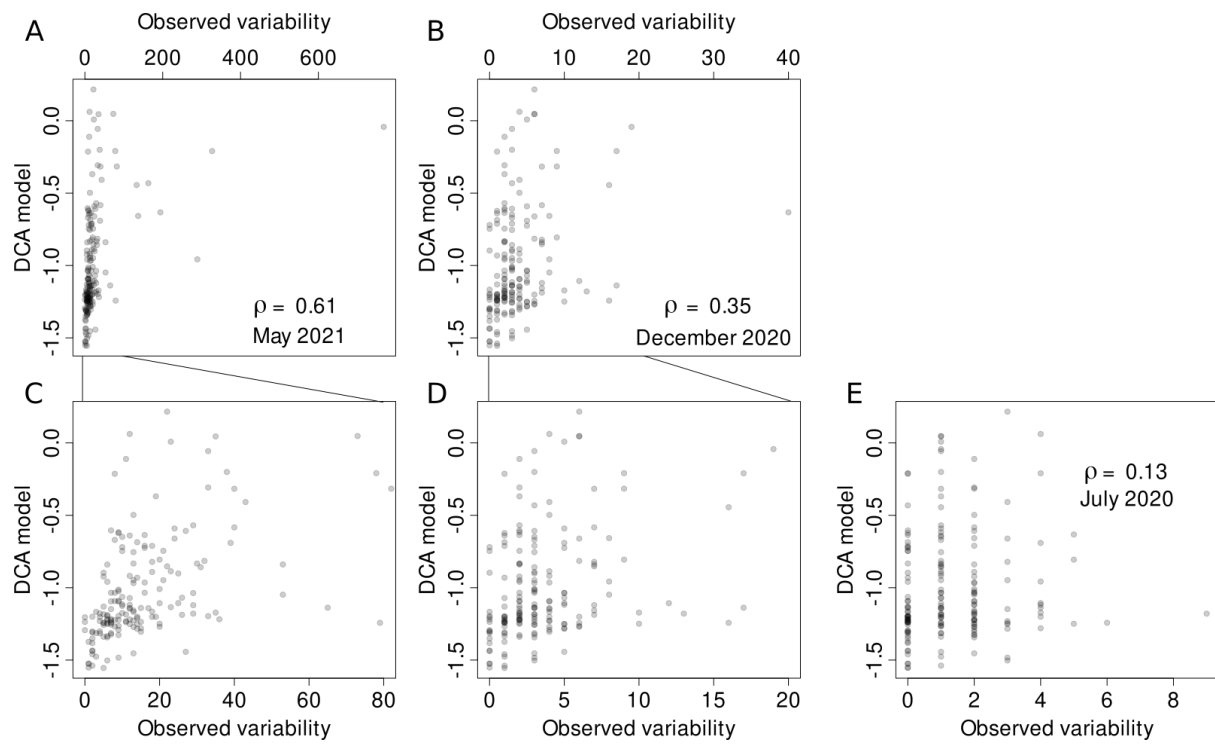 A
Observed variability
0 200 400 600
DCA model
0.0
-0.5
-1.0
-1.5
ρ = 0.61
May 2021
B
Observed variability
0 10 20 30 40
DCA model
0.0
-0.5
-1.0
-1.5
ρ = 0.35
December 2020
C
DCA model
0.0
-0.5
-1.0
-1.5
0 20 40 60 80
Observed variability
D
DCA model
0.0
-0.5
-1.0
-1.5
0 5 10 15 20
Observed variability
E
DCA model
0.0
-0.5
-1.0
-1.5
ρ = 0.13
July 2020
0 2 4 6 8
Observed variability